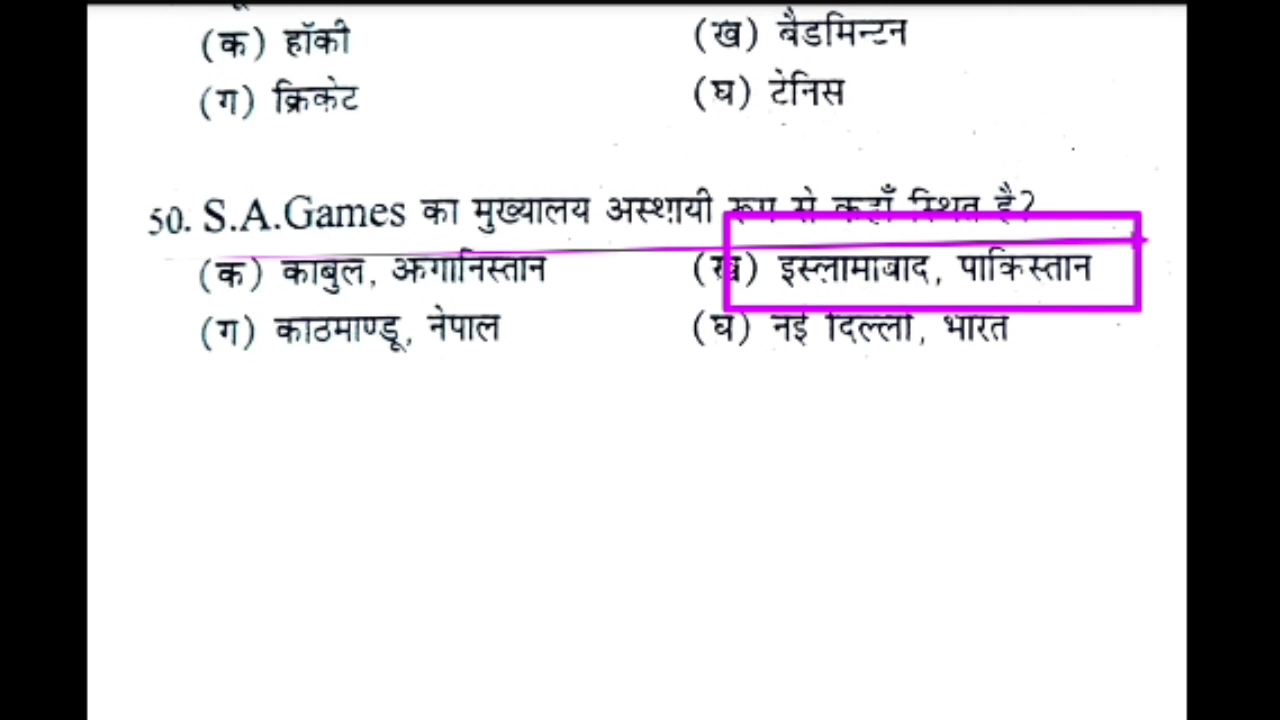 (क) हॉकी (ख) बैडमिन्टन
(ग) क्रिकेट (घ) टेनिस
50. S.A.Games का मुख्यालय अस्थायी रूप से कहाँ स्थित है?
(क) काबुल, अफगानिस्तान (ख) इस्लामाबाद, पाकिस्तान
(ग) काठमाण्डू, नेपाल (घ) नई दिल्ली, भारत